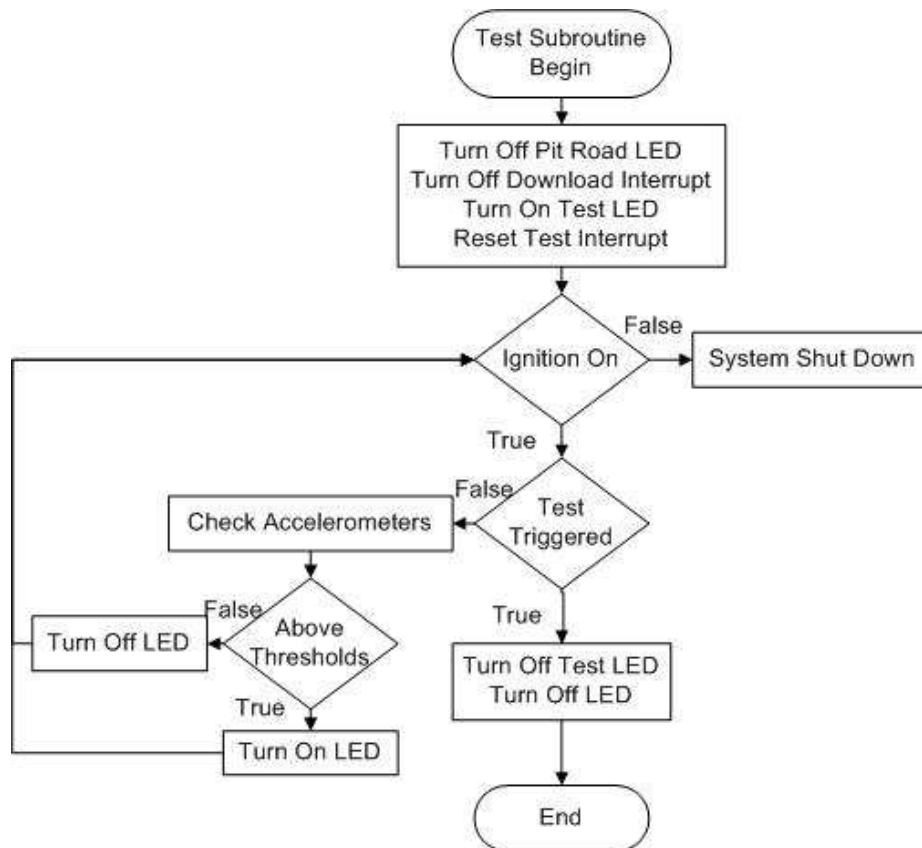 Test Subroutine
Begin
Turn Off Pit Road LED
Turn Off Download Interrupt
Turn On Test LED
Reset Test Interrupt
Ignition On
False
System Shut Down
True
Test
Triggered
False
Check Accelerometers
Above
Thresholds
False
Turn Off LED
True
Turn On LED
True
Turn Off Test LED
Turn Off LED
End